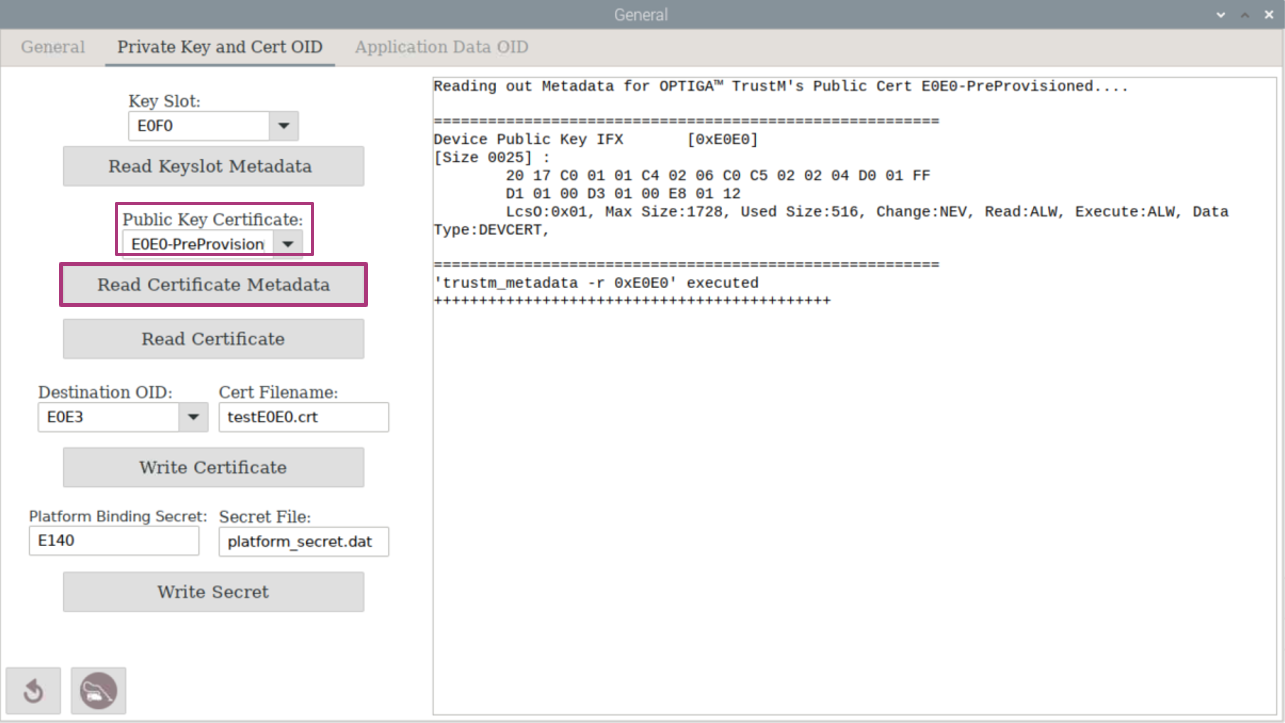 General
General
Private Key and Cert OID
Application Data OID
Key Slot:
E0F0
Read Keyslot Metadata
Public Key Certificate:
E0E0-PreProvision
Read Certificate Metadata
Read Certificate
Destination OID:
Cert Filename:
E0E3
testE0E0.crt
Write Certificate
Platform Binding Secret:
Secret File:
E140
platform_secret.dat
Write Secret
Reading out Metadata for OPTIGA™ TrustM's Public Cert E0E0-PreProvisioned....
========================================================
Device Public Key IFX       [0xE0E0]
[Size 0025] :
        20 17 C0 01 01 C4 02 06 C0 C5 02 02 04 D0 01 FF
        D1 01 00 D3 01 00 E8 01 12
        LcsO:0x01, Max Size:1728, Used Size:516, Change:NEV, Read:ALW, Execute:ALW, Data
Type:DEVCERT,
========================================================
'trustm_metadata -r 0xE0E0' executed
++++++++++++++++++++++++++++++++++++++++++++